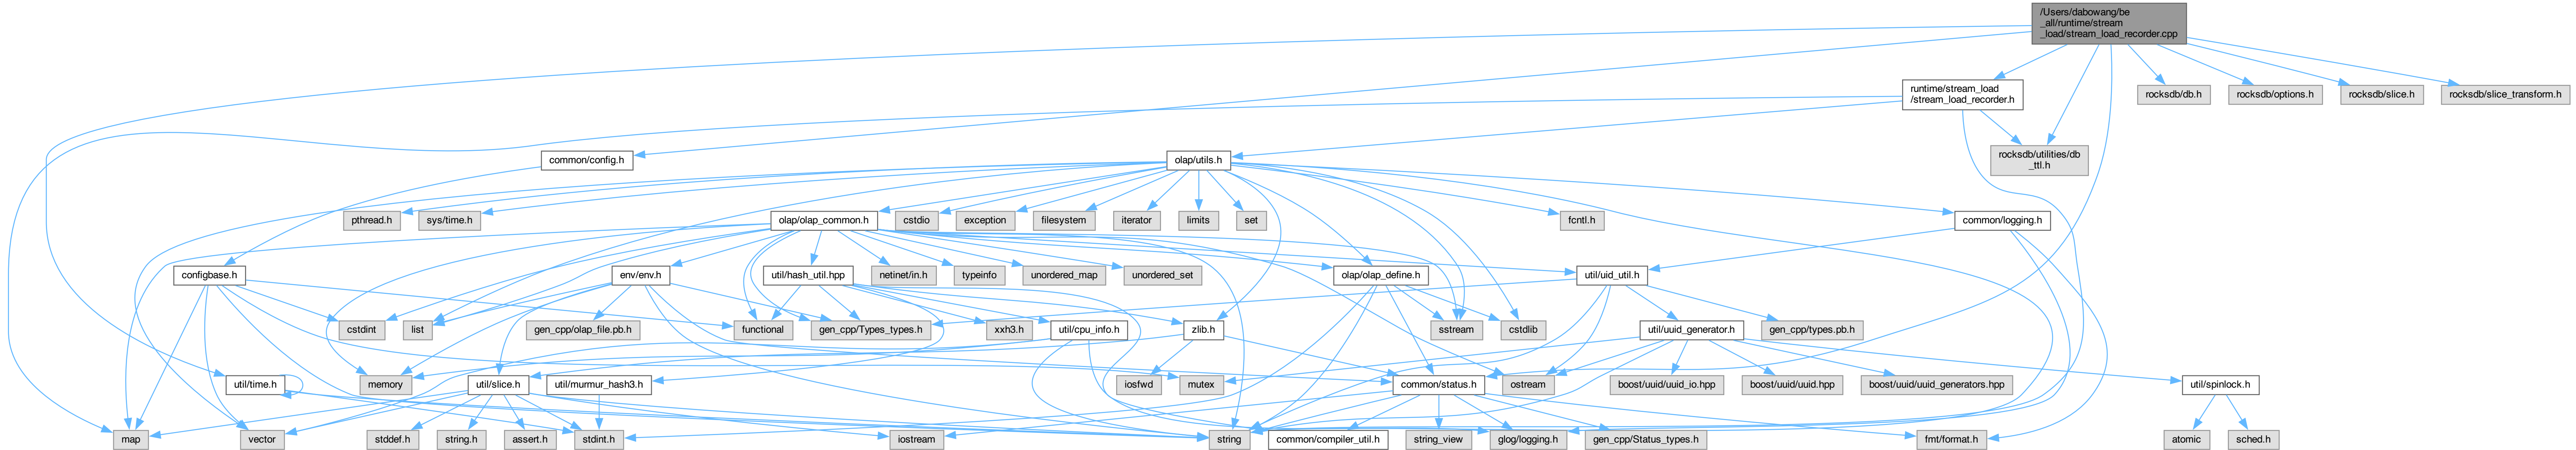 /Users/dabowang/be
_all/runtime/stream
_load/stream_load_recorder.cpp
runtime/stream_load
/stream_load_recorder.h
rocksdb/db.h
rocksdb/options.h
rocksdb/slice.h
rocksdb/slice_transform.h
common/config.h
olap/utils.h
rocksdb/utilities/db
_ttl.h
pthread.h
sys/time.h
olap/olap_common.h
cstdio
exception
filesystem
iterator
limits
set
fcntl.h
common/logging.h
configbase.h
env/env.h
util/hash_util.hpp
netinet/in.h
typeinfo
unordered_map
unordered_set
olap/olap_define.h
util/uid_util.h
cstdint
list
gen_cpp/olap_file.pb.h
functional
gen_cpp/Types_types.h
xxh3.h
util/cpu_info.h
zlib.h
sstream
cstdlib
util/uuid_generator.h
gen_cpp/types.pb.h
util/time.h
memory
util/slice.h
util/murmur_hash3.h
iosfwd
mutex
common/status.h
ostream
boost/uuid/uuid_io.hpp
boost/uuid/uuid.hpp
boost/uuid/uuid_generators.hpp
util/spinlock.h
map
vector
stddef.h
string.h
assert.h
stdint.h
iostream
string
common/compiler_util.h
string_view
glog/logging.h
gen_cpp/Status_types.h
fmt/format.h
atomic
sched.h